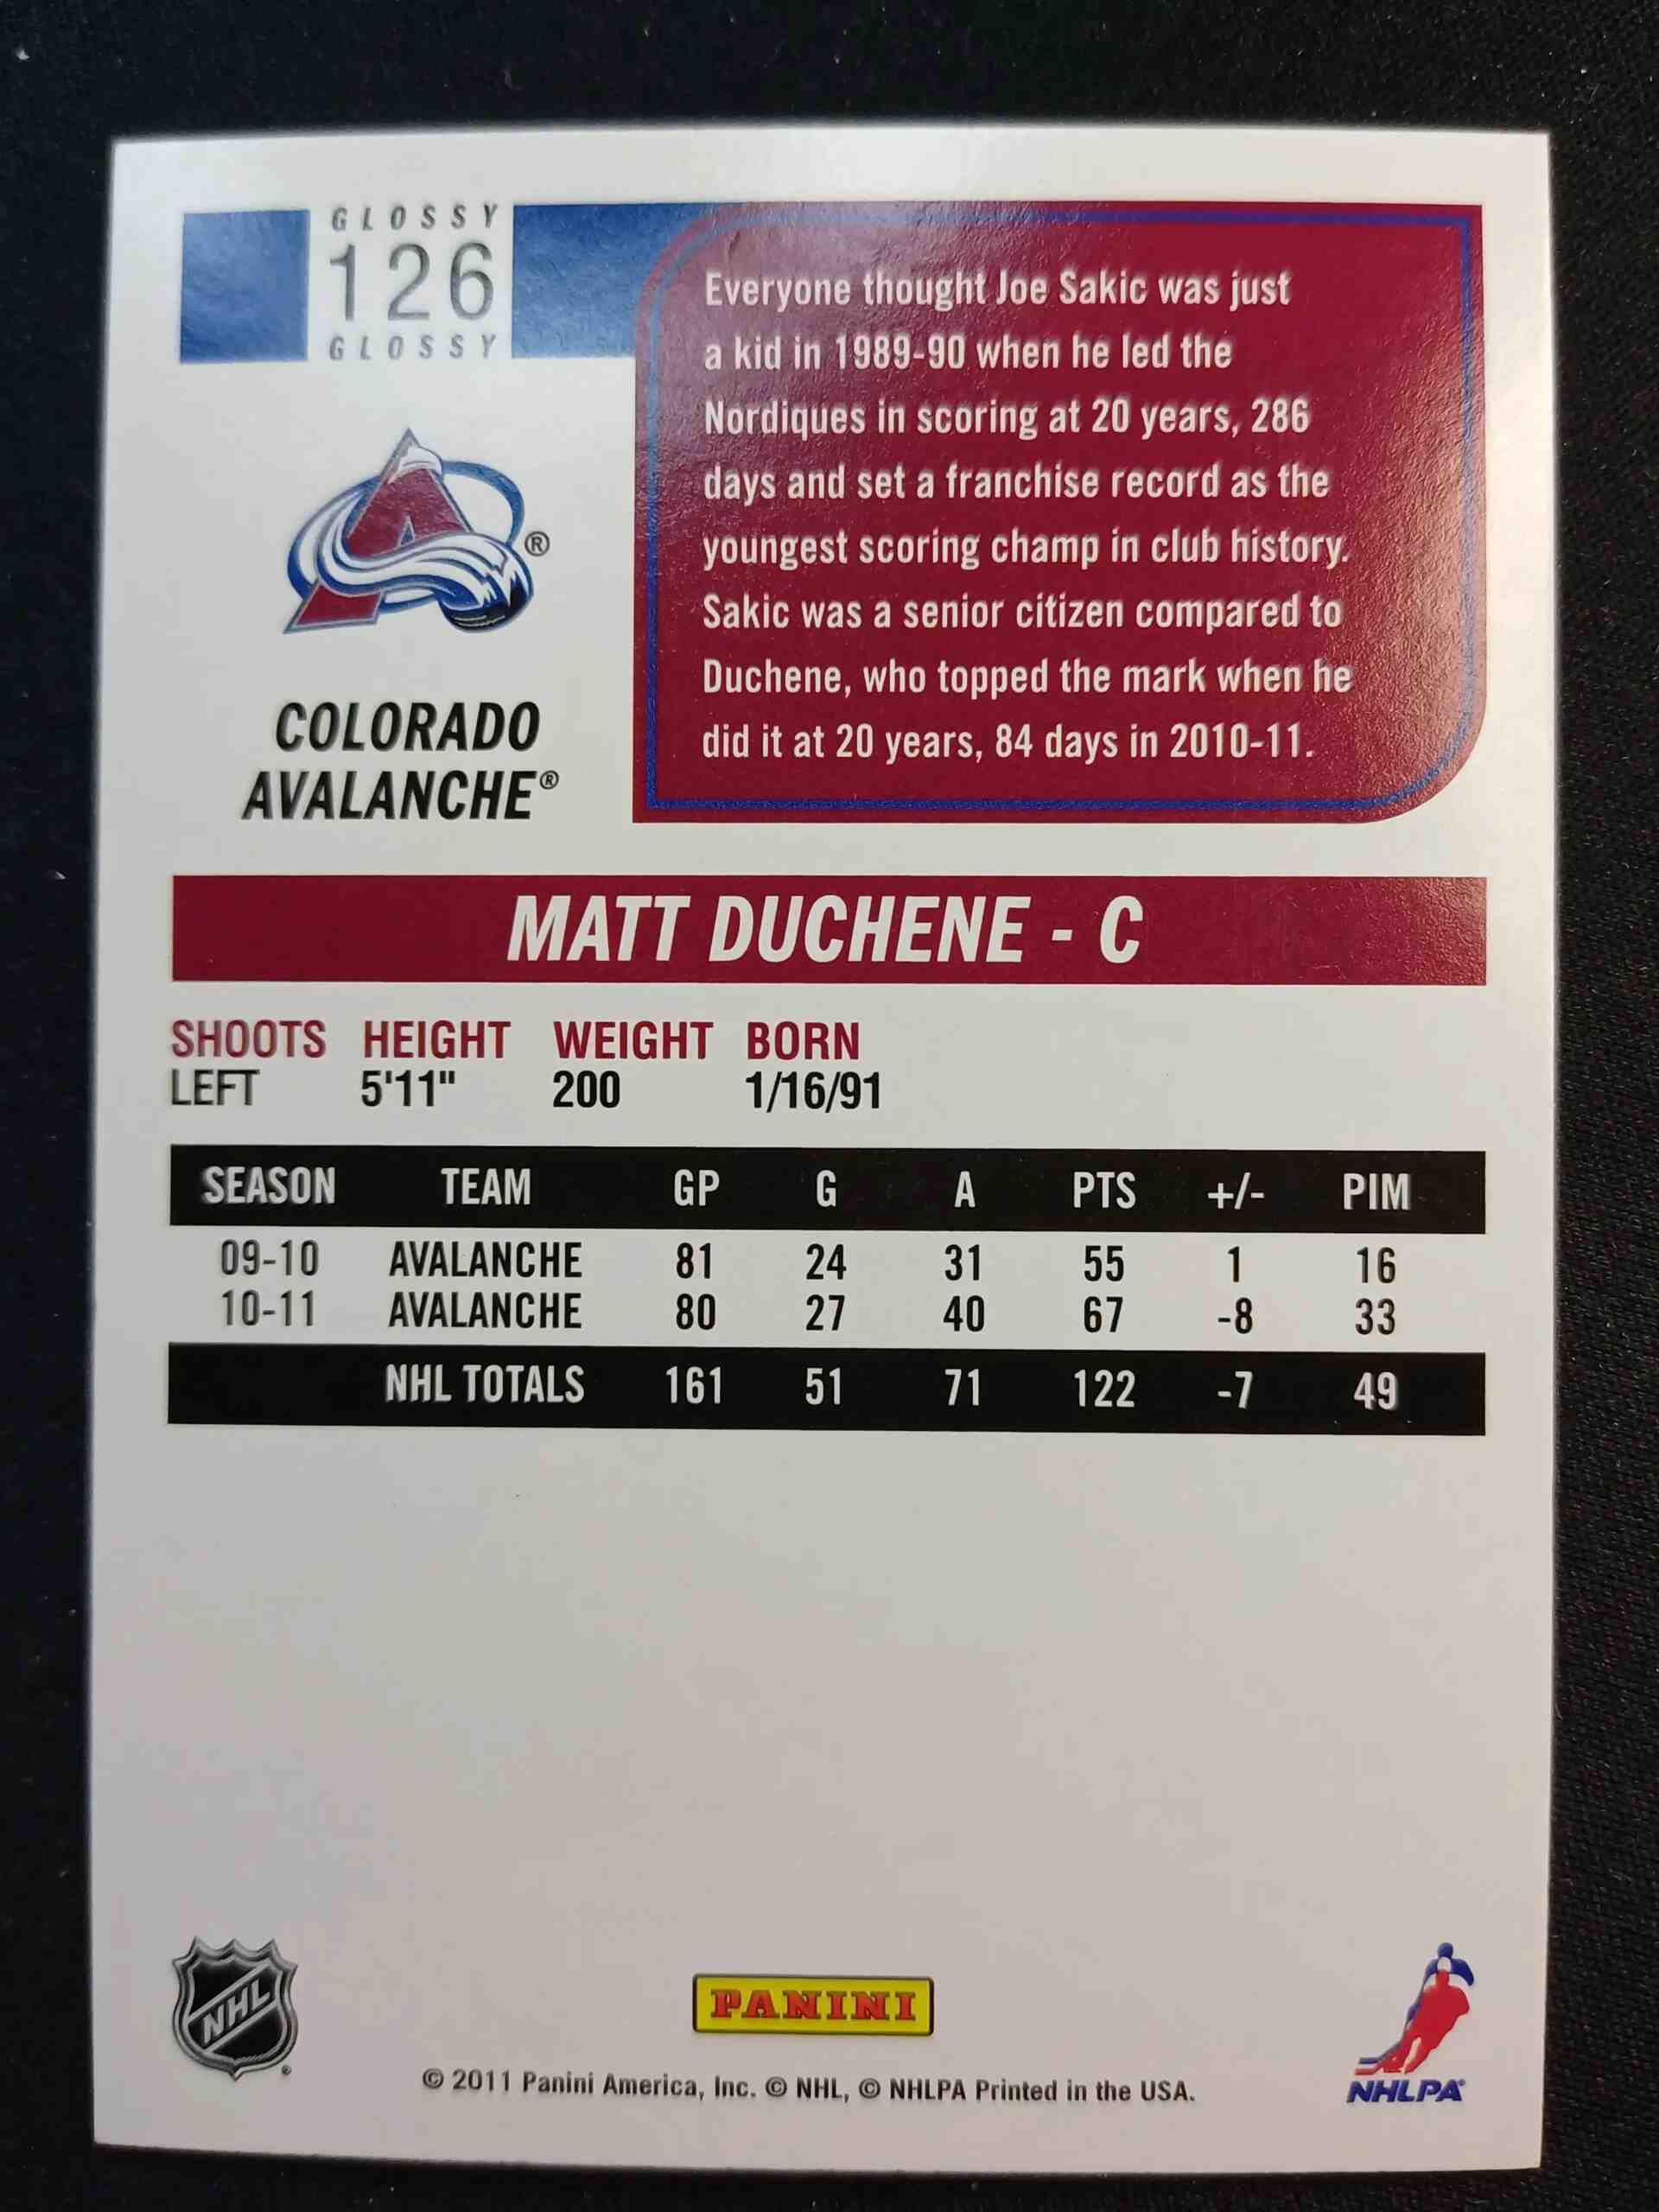 GLOSSY
126
GLOSSY
Everyone thought Joe Sakic was just
a kid in 1989-90 when he led the
Nordiques in scoring at 20 years, 286
days and set a franchise record as the
youngest scoring champ in club history.
Sakic was a senior citizen compared to
Duchene, who topped the mark when he
did it at 20 years, 84 days in 2010-11.
A ®
COLORADO
AVALANCHE®
MATT DUCHENE - C
SHOOTS HEIGHT WEIGHT BORN
LEFT 5'11" 200 1/16/91
SEASON TEAM GP G A PTS +/- PIM
09-10 AVALANCHE 81 24 31 55 1 16
10-11 AVALANCHE 80 27 40 67 -8 33
NHL TOTALS 161 51 71 122 -7 49
NHL
PANINI
NHLPA
© 2011 Panini America, Inc. © NHL, © NHLPA Printed in the USA.